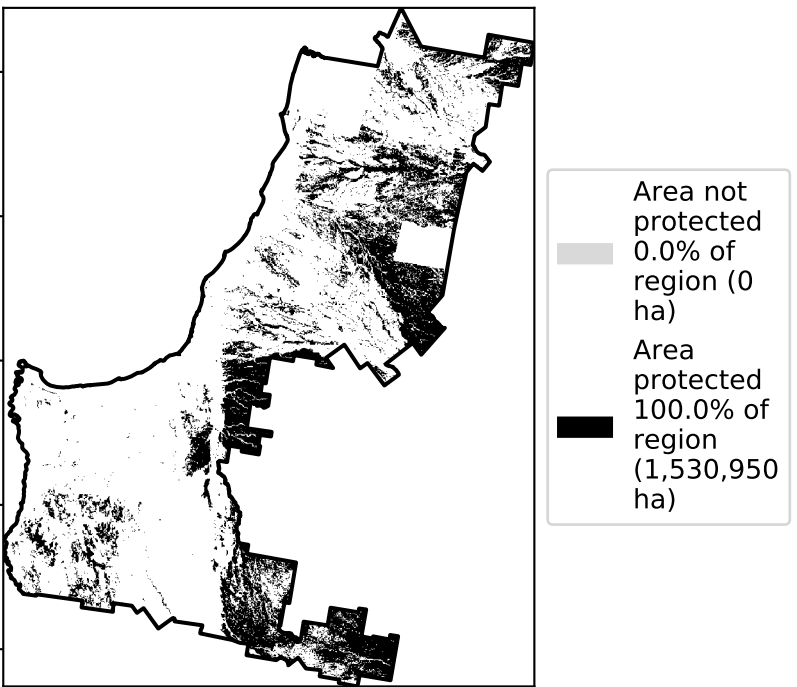 Area not
protected
0.0% of
region (0
ha)
Area
protected
100.0% of
region
(1,530,950
ha)